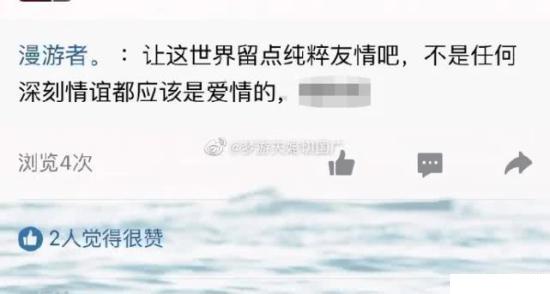 漫游者。：让这世界留点纯粹友情吧，不是任何
深刻情谊都应该是爱情的，
浏览4次
2人觉得很赞